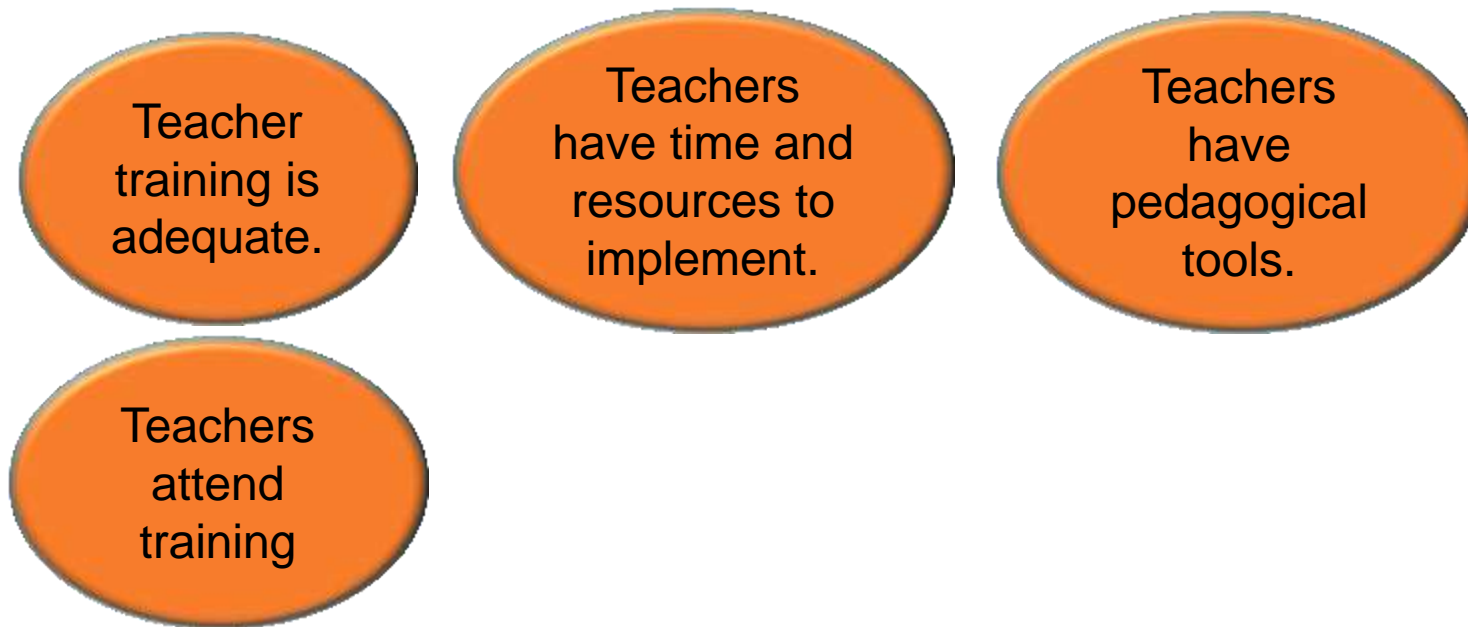 Teacher
training is
adequate.
Teachers
have time and
resources to
implement.
Teachers
have
pedagogical
tools.
Teachers
attend
training